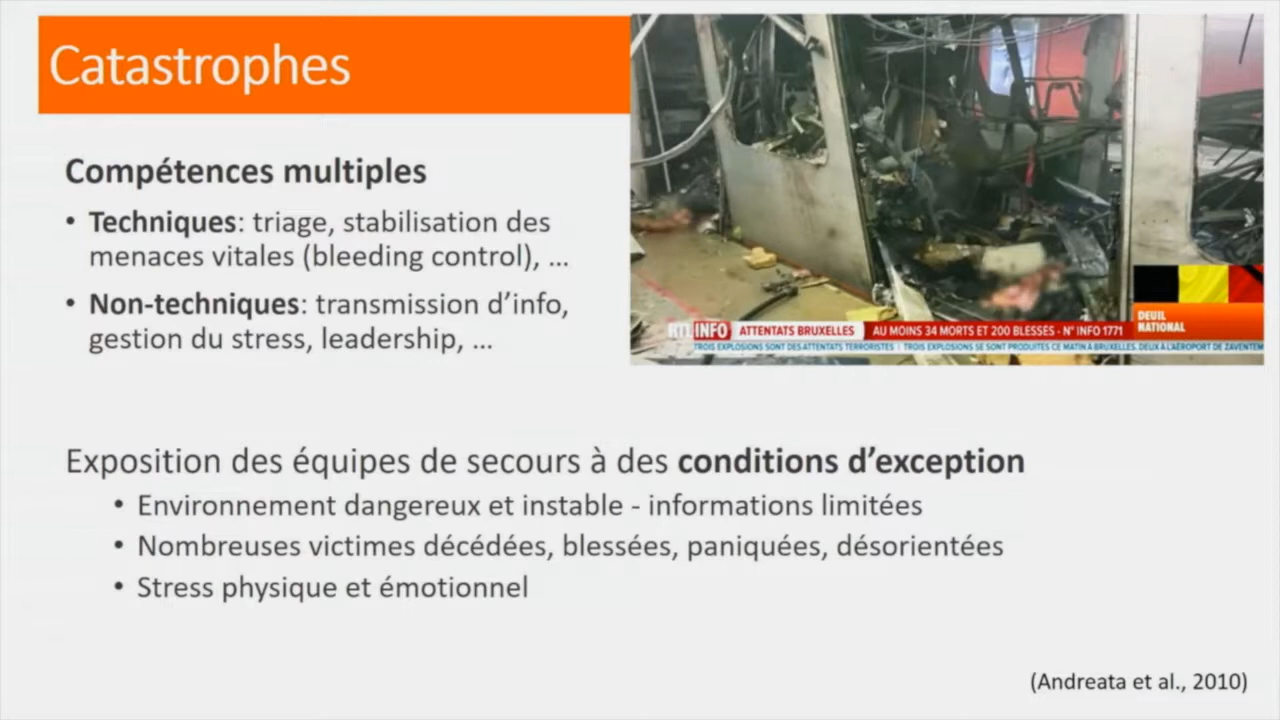 Catastrophes
Compétences multiples
• Techniques: triage, stabilisation des
menaces vitales (bleeding control), ...
• Non-techniques: transmission d'info,
gestion du stress, leadership, ...
RTL INFO ATTENTATS BRUXELLES AU MOINS 34 MORTS ET 200 BLESSÉS - N° INFO 1771
DEUIL
NATIONAL
TROIS EXPLOSIONS SONT DES ATTENTATS TERRORISTES | TROIS EXPLOSIONS SE SONT PRODUITES CE MATIN À BRUXELLES. DEUX À L'AÉROPORT DE ZAVENTEM
Exposition des équipes de secours à des conditions d'exception
• Environnement dangereux et instable - informations limitées
• Nombreuses victimes décédées, blessées, paniquées, désorientées
• Stress physique et émotionnel
(Andreata et al., 2010)